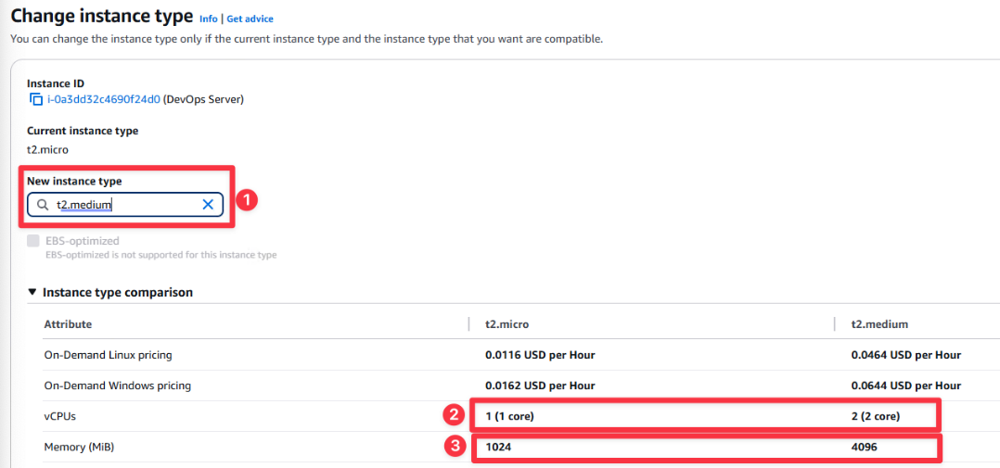 Change instance type Info | Get advice
You can change the instance type only if the current instance type and the instance type that you want are compatible.
Instance ID
i-0a3dd32c4690f24d0 (DevOps Server)
Current instance type
t2.micro
New instance type
t2.medium
1
EBS-optimized
EBS-optimized is not supported for this instance type
Instance type comparison
Attribute t2.micro t2.medium
On-Demand Linux pricing 0.0116 USD per Hour 0.0464 USD per Hour
On-Demand Windows pricing 0.0162 USD per Hour 0.0644 USD per Hour
vCPUs 2 1 (1 core) 2 (2 core)
Memory (MiB) 3 1024 4096